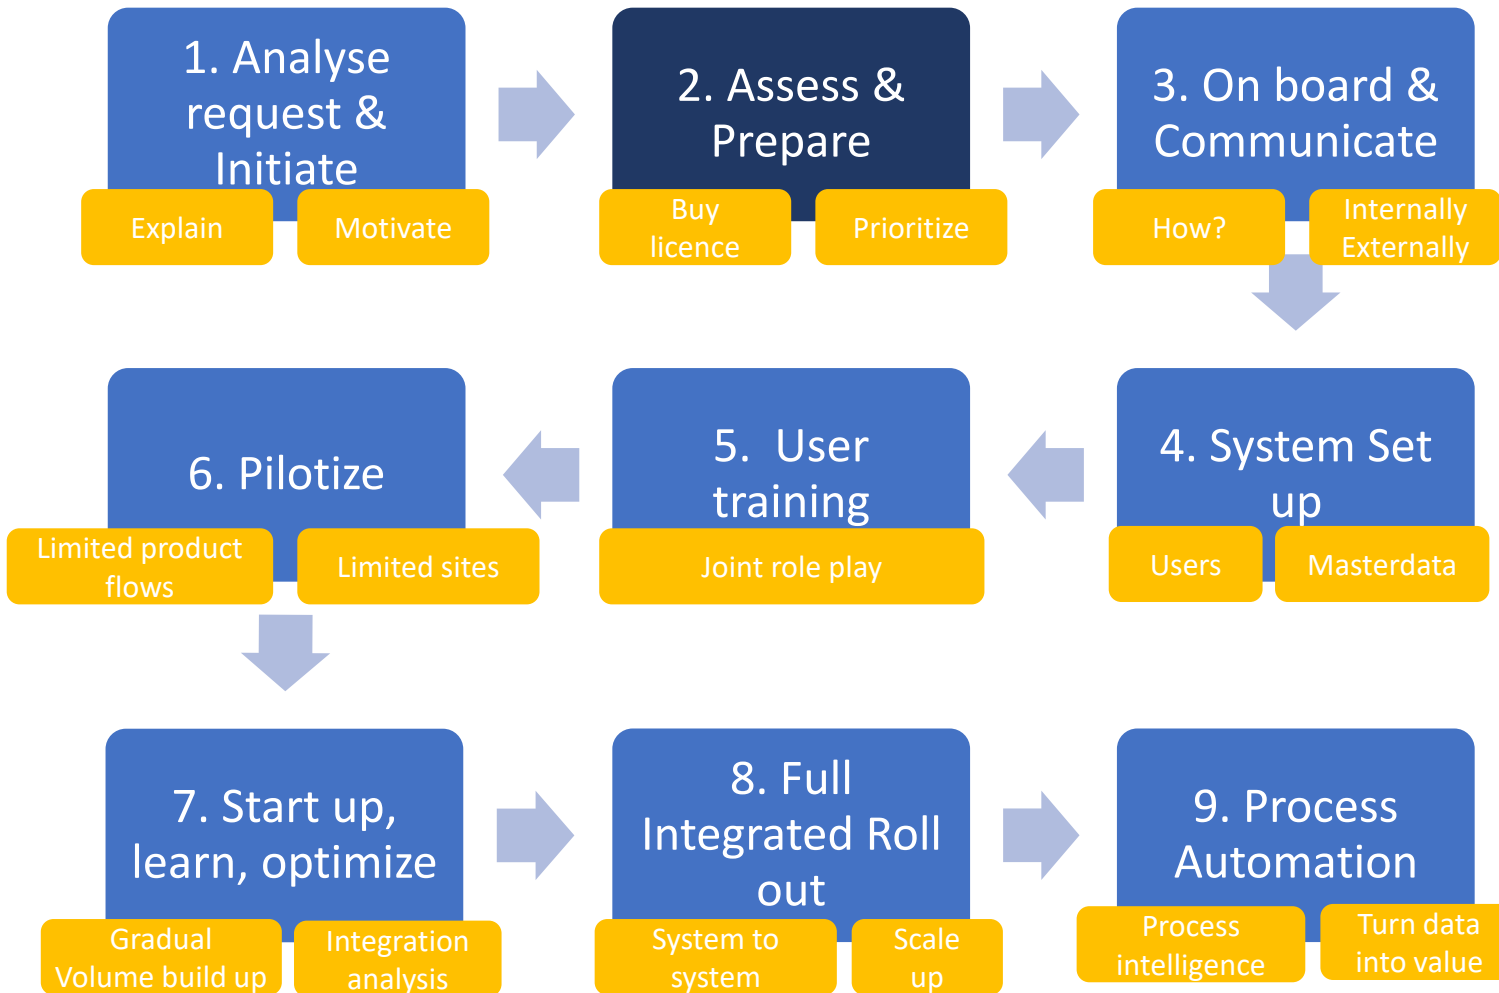 1. Analyse
request &
Initiate
Explain
Motivate
2. Assess &
Prepare
Buy
licence
Prioritize
3. On board &
Communicate
How?
Internally
Externally
4. System Set
up
Users
Masterdata
5.  User
training
Joint role play
6. Pilotize
Limited product
flows
Limited sites
7. Start up,
learn, optimize
Gradual
Volume build up
Integration
analysis
8. Full
Integrated Roll
out
System to
system
Scale
up
9. Process
Automation
Process
intelligence
Turn data
into value